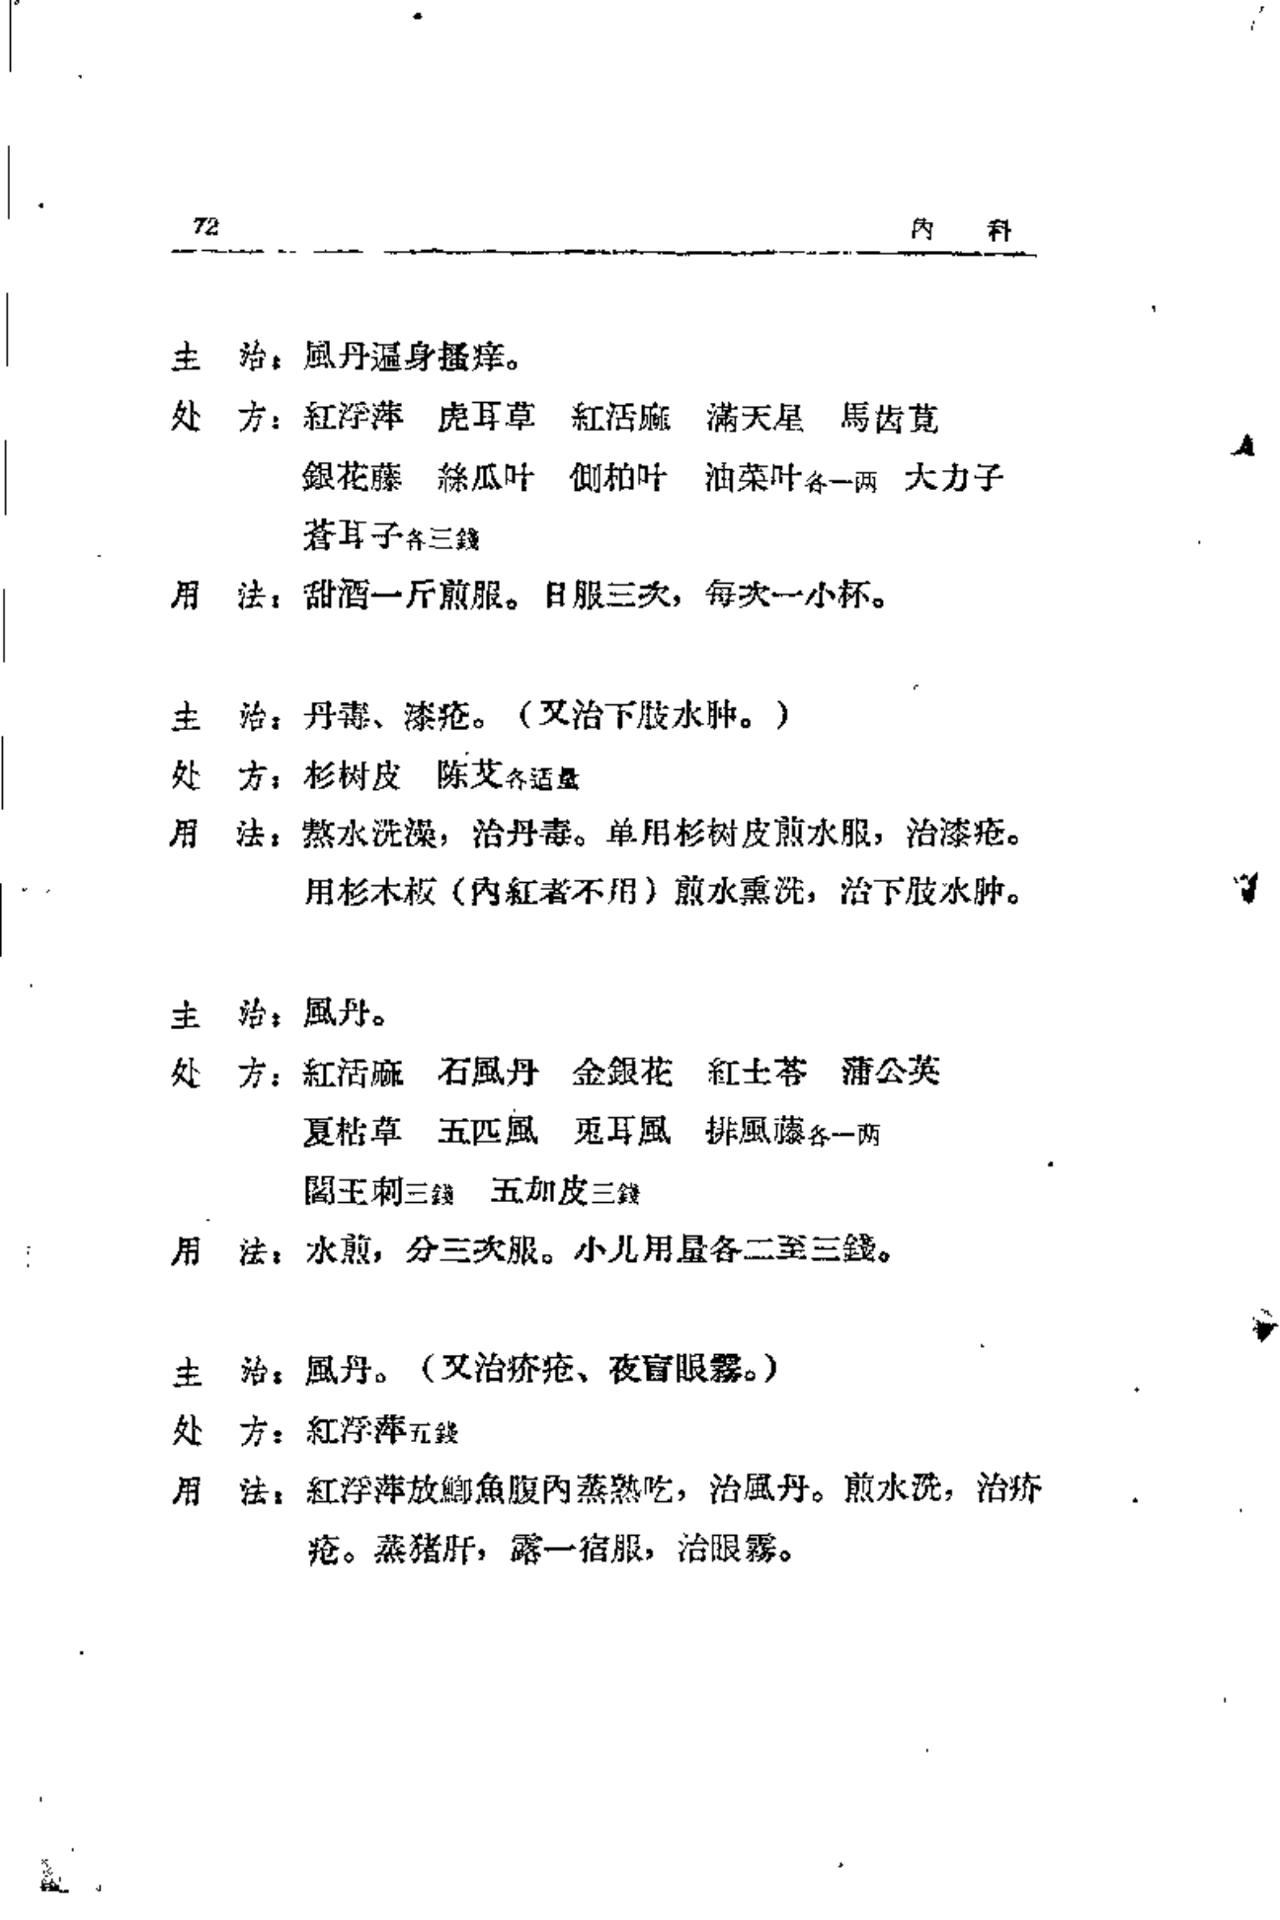 72 內 科
主 治：風丹遍身搔痒。
处 方：紅浮萍 虎耳草 紅活麻 滿天星 馬齿莧
銀花藤 絲瓜叶 側柏叶 油菜叶各一两 大力子
蒼耳子各三錢
用 法：甜酒一斤煎服。日服三次，每次一小杯。
主 治：丹毒、漆疮。（又治下肢水肿。）
处 方：杉树皮 陈艾各适量
用 法：熬水洗澡，治丹毒。单用杉树皮煎水服，治漆疮。
用杉木板（內紅者不用）煎水熏洗，治下肢水肿。
主 治：風丹。
处 方：紅活麻 石風丹 金銀花 紅土苓 蒲公英
夏枯草 五匹風 兎耳風 排風藤各一两
閻王刺三錢 五加皮三錢
用 法：水煎，分三次服。小儿用量各二至三錢。
主 治：風丹。（又治疥疮、夜盲眼霧。）
处 方：紅浮萍五錢
用 法：紅浮萍放鯽魚腹內蒸熟吃，治風丹。煎水洗，治疥
疮。蒸猪肝，露一宿服，治眼霧。